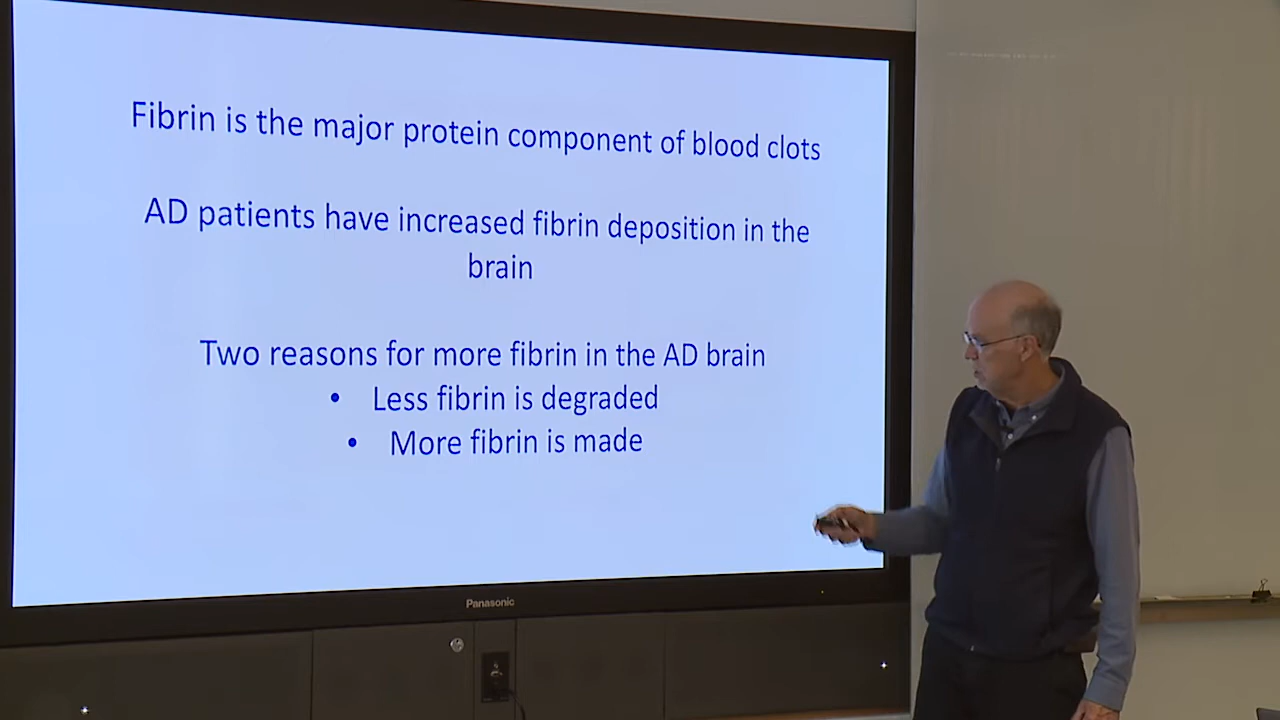 Fibrin is the major protein component of blood clots
AD patients have increased fibrin deposition in the
brain
Two reasons for more fibrin in the AD brain
• Less fibrin is degraded
• More fibrin is made
Panasonic